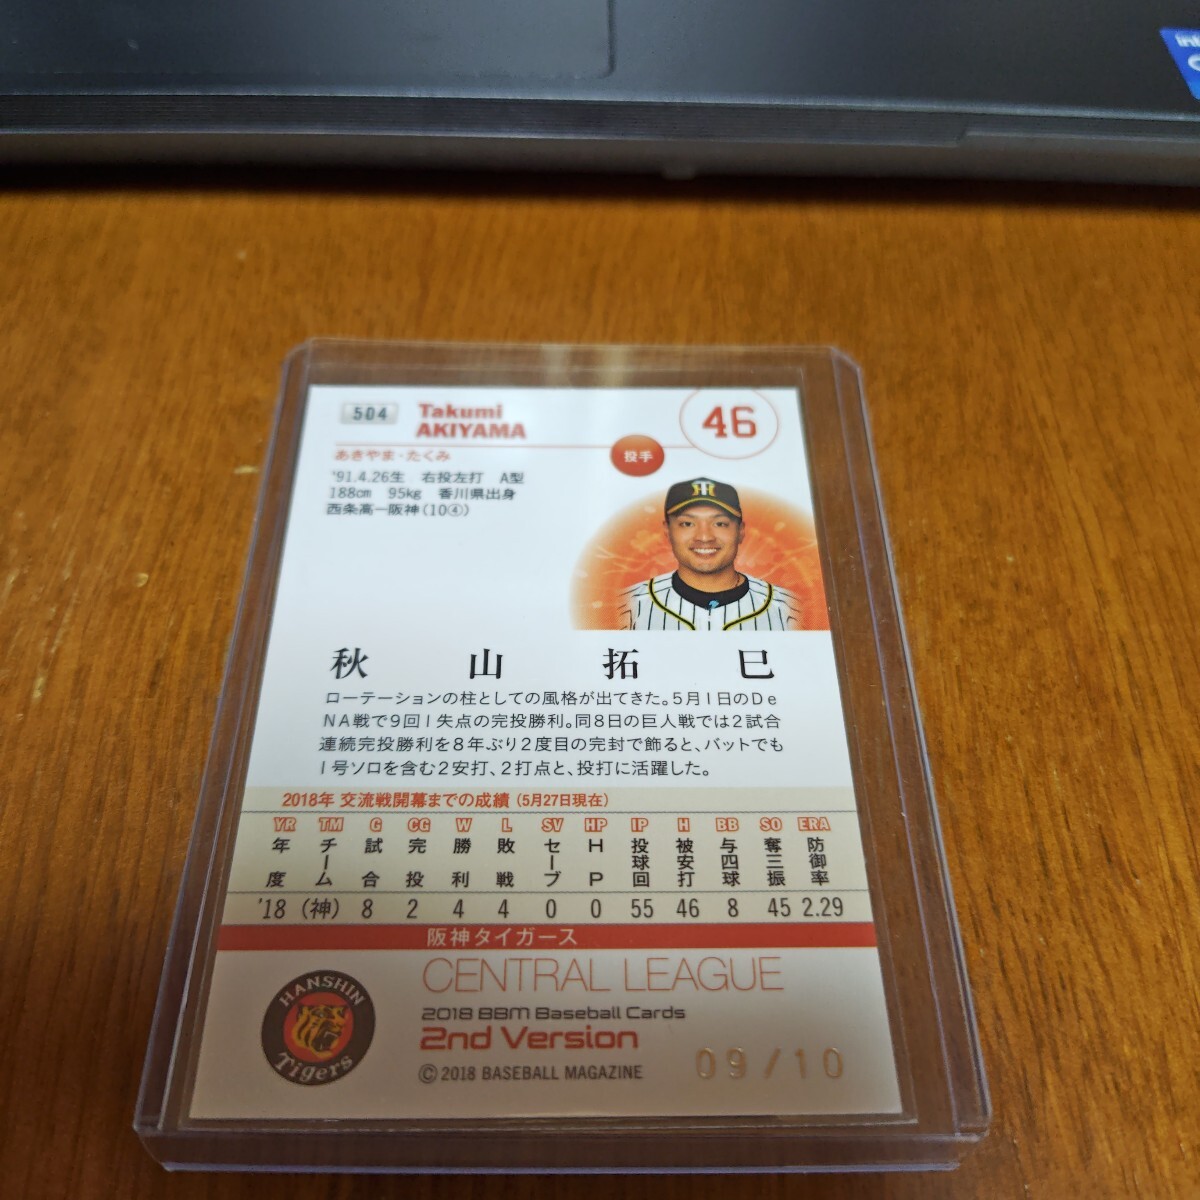 504 Takumi AKIYAMA 46
あきやま・たくみ 投手
'91.4.26生 右投左打 A型
188cm 95kg 香川県出身
西条高ー阪神(10④)
秋山拓巳
ローテーションの柱としての風格が出てきた。5月1日のDe
NA戦で9回1失点の完投勝利。同8日の巨人戦では2試合
連続完投勝利を8年ぶり2度目の完封で飾ると、バットでも
1号ソロを含む2安打、2打点と、投打に活躍した。
2018年 交流戦開幕までの成績 (5月27日現在)
YR TM G CG W L SV HP IP H BB SO ERA
年度 チーム 試合 完投 勝利 敗戦 セーブ HP 投球回 被安打 与四球 奪三振 防御率
'18 (神) 8 2 4 4 0 0 55 46 8 45 2.29
阪神タイガース
CENTRAL LEAGUE
2018 BBM Baseball Cards
2nd Version
©2018 BASEBALL MAGAZINE
09/10
HANSHIN
Tigers